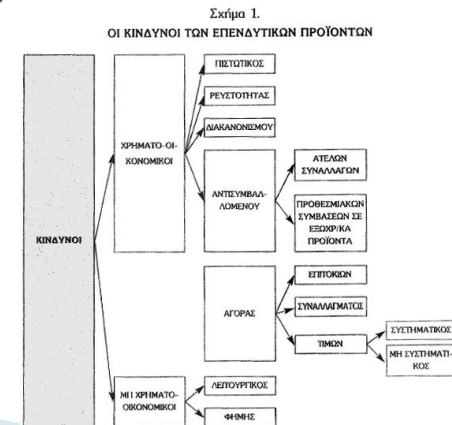 Σχήμα 1.
ΟΙ ΚΙΝΔΥΝΟΙ ΤΩΝ ΕΠΕΝΔΥΤΙΚΩΝ ΠΡΟΪΟΝΤΩΝ
ΚΙΝΔΥΝΟΙ
ΧΡΗΜΑΤΟ-ΟΙ-
ΚΟΝΟΜΙΚΟΙ
ΠΙΣΤΩΤΙΚΟΣ
ΡΕΥΣΤΟΤΗΤΑΣ
ΔΙΑΚΑΝΟΝΙΣΜΟΥ
ΑΝΤΙΣΥΜΒΑΛ-
ΛΟΜΕΝΟΥ
ΑΤΕΛΩΝ
ΣΥΝΑΛΛΑΓΩΝ
ΠΡΟΘΕΣΜΙΑΚΩΝ
ΣΥΜΒΑΣΕΩΝ ΣΕ
ΕΞΩΧΡ/ΚΑ
ΠΡΟΪΟΝΤΑ
ΑΓΟΡΑΣ
ΕΠΙΤΟΚΙΩΝ
ΣΥΝΑΛΛΑΓΜΑΤΟΣ
ΤΙΜΩΝ
ΣΥΣΤΗΜΑΤΙΚΟΣ
ΜΗ ΣΥΣΤΗΜΑΤΙ-
ΚΟΣ
ΜΗ ΧΡΗΜΑΤΟ-
ΟΙΚΟΝΟΜΙΚΟΙ
ΛΕΙΤΟΥΡΓΙΚΟΣ
ΦΗΜΗΣ